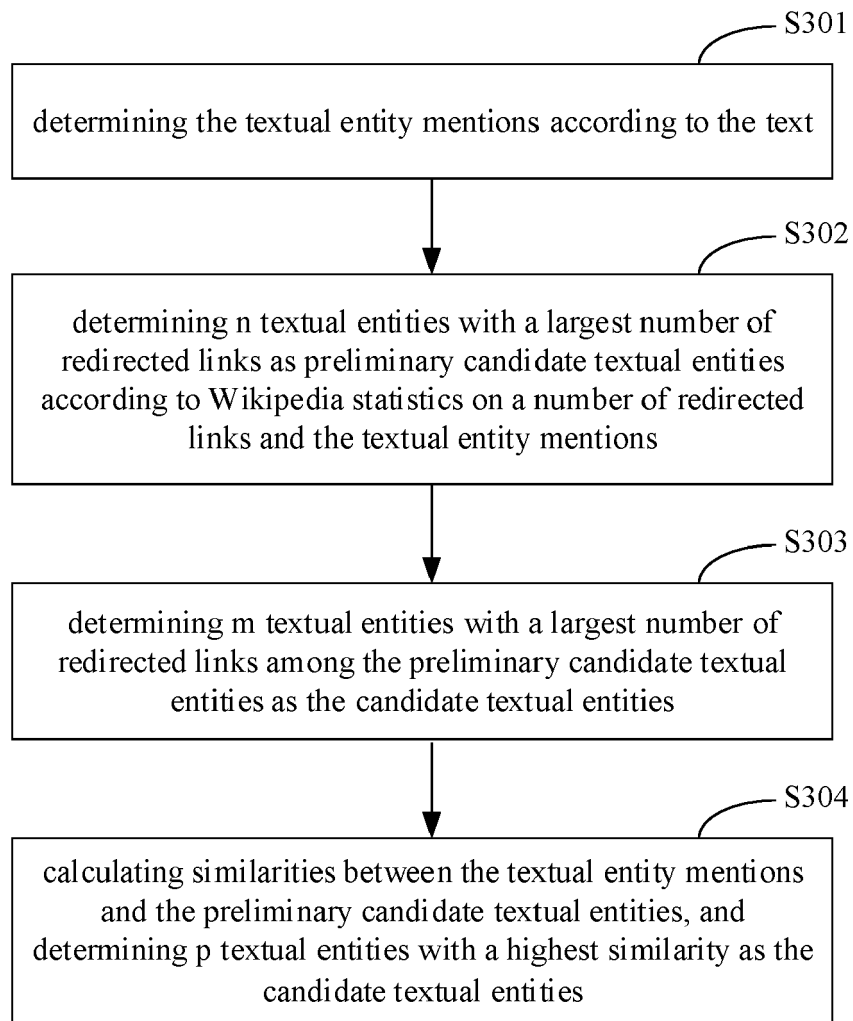 S301
determining the textual entity mentions according to the text
S302
determining n textual entities with a largest number of
redirected links as preliminary candidate textual entities
according to Wikipedia statistics on a number of redirected
links and the textual entity mentions
S303
determining m textual entities with a largest number of
redirected links among the preliminary candidate textual
entities as the candidate textual entities
S304
calculating similarities between the textual entity mentions
and the preliminary candidate textual entities, and
determining p textual entities with a highest similarity as the
candidate textual entities